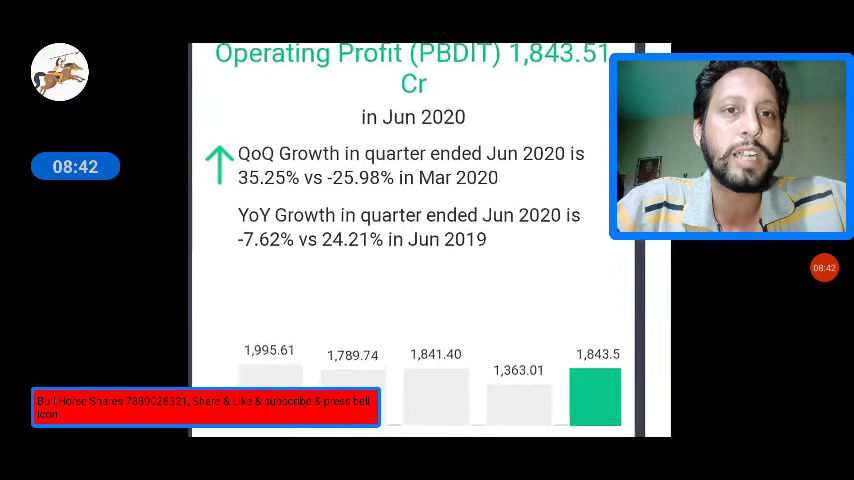 Operating Profit (PBDIT) 1,843.51
Cr
in Jun 2020
QoQ Growth in quarter ended Jun 2020 is
35.25% vs -25.98% in Mar 2020
08:42
YoY Growth in quarter ended Jun 2020 is
-7.62% vs 24.21% in Jun 2019
08:42
1,995.61
1,789.74
1,841.40
1,363.01
1,843.5
Bull Horse Shares 7889028321, Share & Like & subscribe & press bell
icon